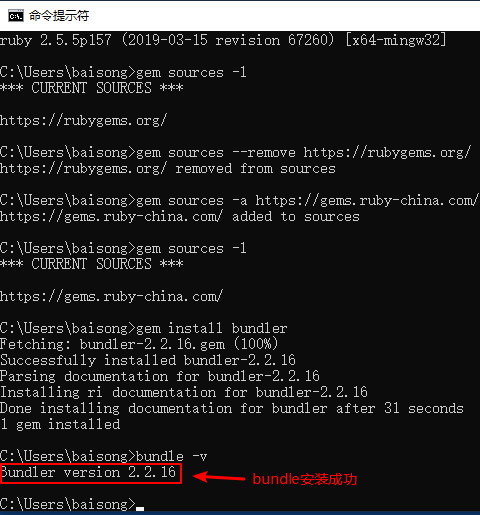 命令提示符
ruby 2.5.5p157 (2019-03-15 revision 67260) [x64-mingw32]
C:\Users\baisong>gem sources -l
*** CURRENT SOURCES ***
https://rubygems.org/
C:\Users\baisong>gem sources --remove https://rubygems.org/
https://rubygems.org/ removed from sources
C:\Users\baisong>gem sources -a https://gems.ruby-china.com/
https://gems.ruby-china.com/ added to sources
C:\Users\baisong>gem sources -l
*** CURRENT SOURCES ***
https://gems.ruby-china.com/
C:\Users\baisong>gem install bundler
Fetching: bundler-2.2.16.gem (100%)
Successfully installed bundler-2.2.16
Parsing documentation for bundler-2.2.16
Installing ri documentation for bundler-2.2.16
Done installing documentation for bundler after 31 seconds
1 gem installed
C:\Users\baisong>bundle -v
Bundler version 2.2.16
bundle安装成功
C:\Users\baisong>